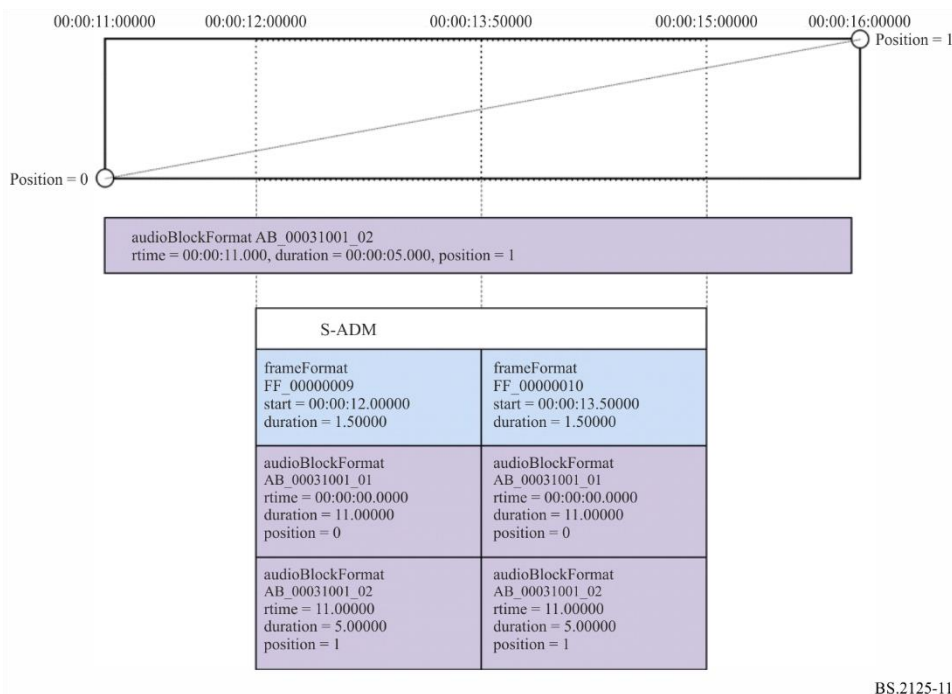 00:00:11:00000 00:00:12:00000 00:00:13:50000 00:00:15:00000 00:00:16:00000
Position = 1
Position = 0
audioBlockFormat AB_00031001_02
rtime = 00:00:11.000, duration = 00:00:05.000, position = 1
S-ADM
frameFormat
FF_00000009
start = 00:00:12.00000
duration = 1.50000
frameFormat
FF_00000010
start = 00:00:13.50000
duration = 1.50000
audioBlockFormat
AB_00031001_01
rtime = 00:00:00.0000
duration = 11.00000
position = 0
audioBlockFormat
AB_00031001_01
rtime = 00:00:00.0000
duration = 11.00000
position = 0
audioBlockFormat
AB_00031001_02
rtime = 11.00000
duration = 5.00000
position = 1
audioBlockFormat
AB_00031001_02
rtime = 11.00000
duration = 5.00000
position = 1
BS.2125-11